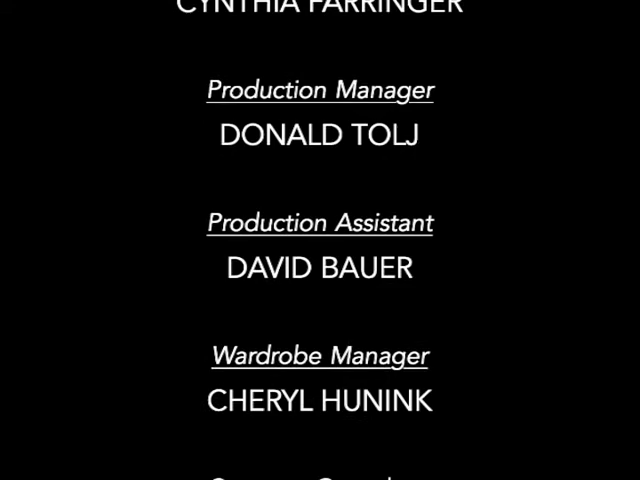 CYNTHIA FARRINGER
Production Manager
DONALD TOLJ
Production Assistant
DAVID BAUER
Wardrobe Manager
CHERYL HUNINK